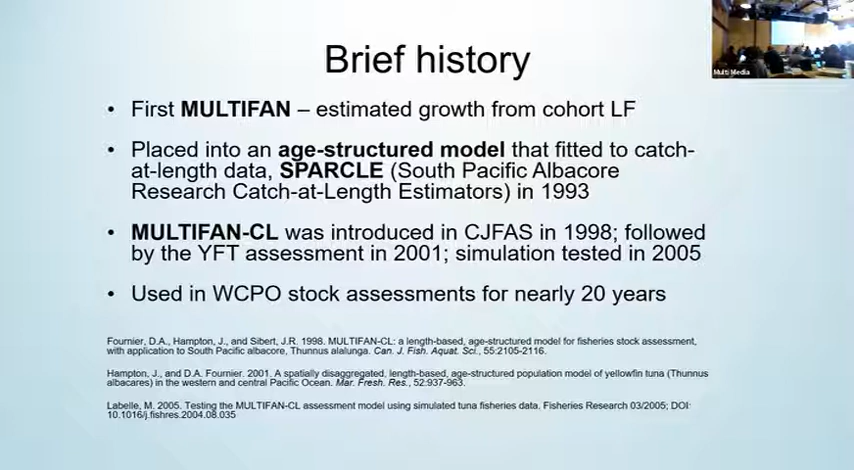 Brief history
Multi Media
• First MULTIFAN – estimated growth from cohort LF
• Placed into an age-structured model that fitted to catch-
at-length data, SPARCLE (South Pacific Albacore
Research Catch-at-Length Estimators) in 1993
• MULTIFAN-CL was introduced in CJFAS in 1998; followed
by the YFT assessment in 2001; simulation tested in 2005
• Used in WCPO stock assessments for nearly 20 years
Fournier, D.A., Hampton, J., and Sibert, J.R. 1998. MULTIFAN-CL: a length-based, age-structured model for fisheries stock assessment,
with application to South Pacific albacore, Thunnus alalunga. Can. J. Fish. Aquat. Sci., 55:2105-2116.
Hampton, J., and D.A. Fournier. 2001. A spatially disaggregated, length-based, age-structured population model of yellowfin tuna (Thunnus
albacares) in the western and central Pacific Ocean. Mar. Fresh. Res., 52:937-963.
Labelle, M. 2005. Testing the MULTIFAN-CL assessment model using simulated tuna fisheries data. Fisheries Research 03/2005; DOI:
10.1016/j.fishres.2004.08.035